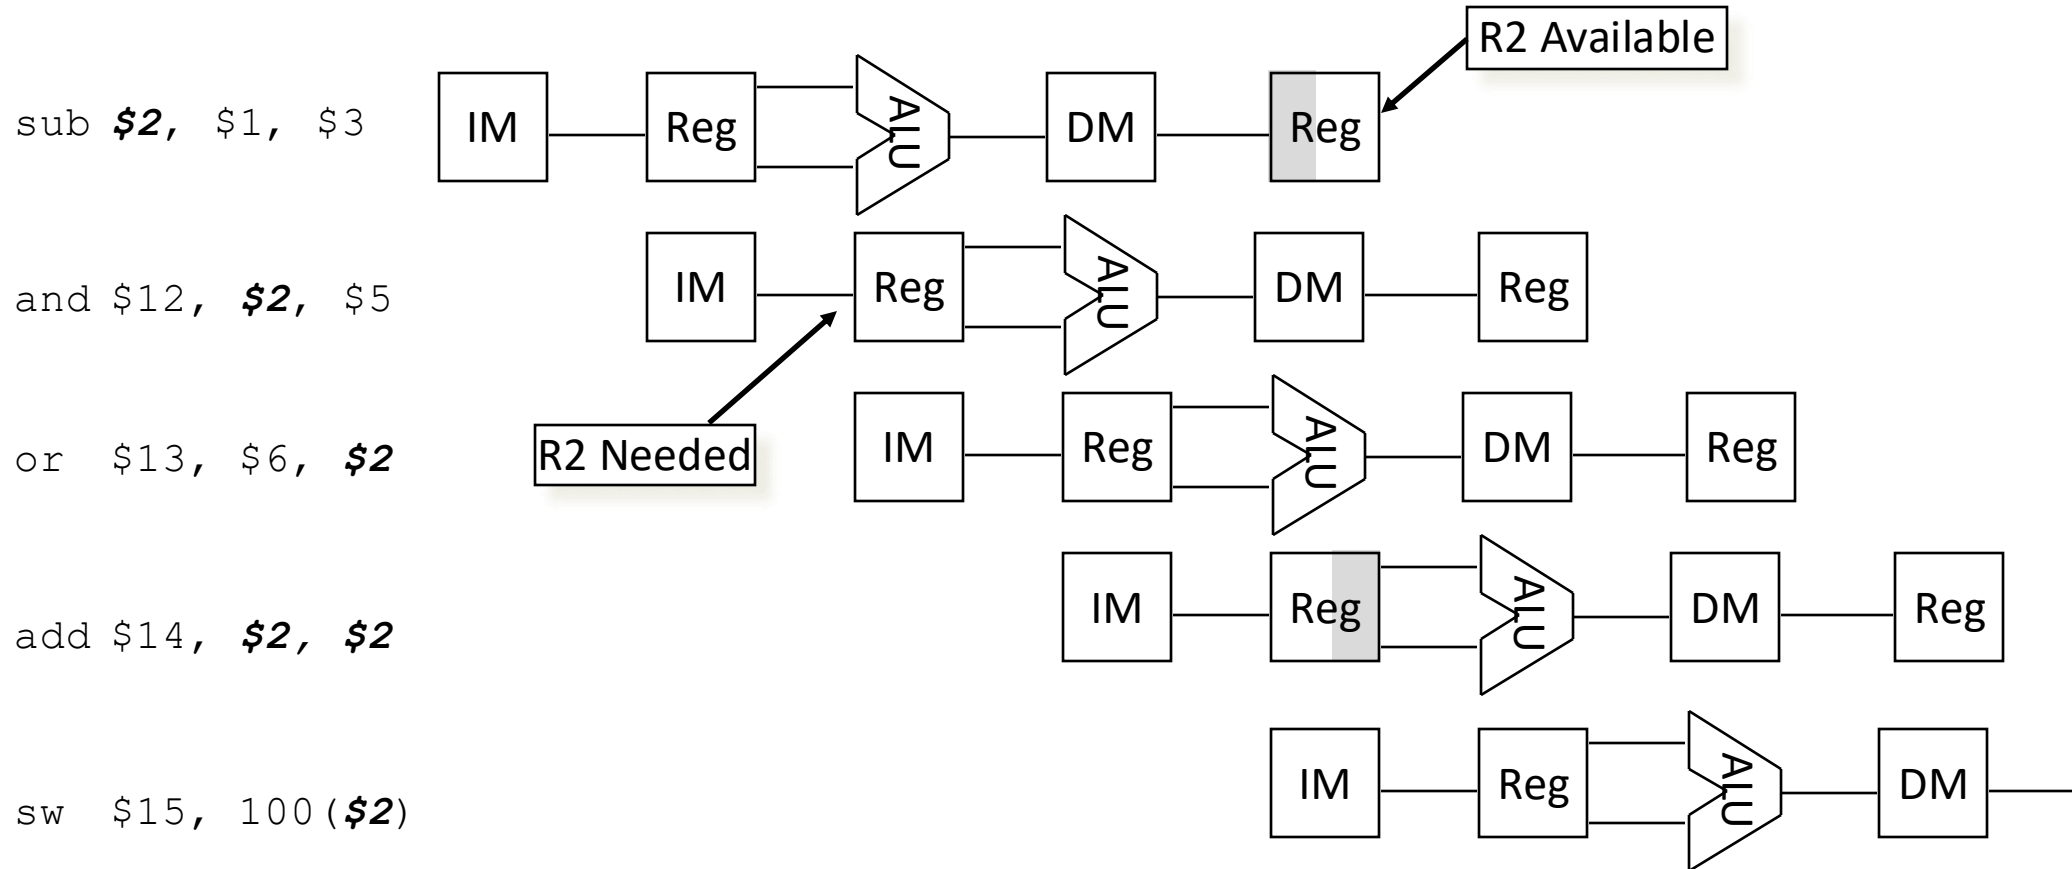 R2 Available
sub $2, $1, $3 IM Reg ALU DM Reg
and $12, $2, $5 IM Reg ALU DM Reg
R2 Needed
or $13, $6, $2 IM Reg ALU DM Reg
add $14, $2, $2 IM Reg ALU DM Reg
sw $15, 100($2) IM Reg ALU DM